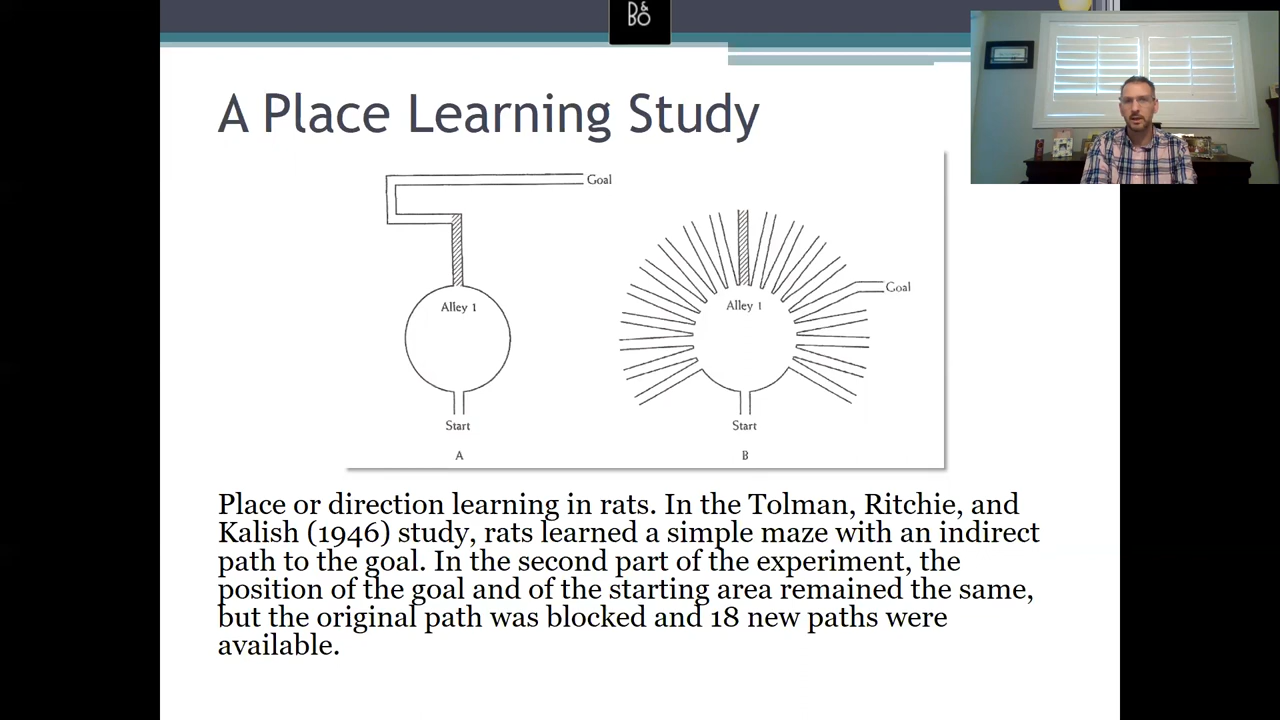 B&O
A Place Learning Study
Goal
Alley 1
Start
A
Alley 1
Goal
Start
B
Place or direction learning in rats. In the Tolman, Ritchie, and
Kalish (1946) study, rats learned a simple maze with an indirect
path to the goal. In the second part of the experiment, the
position of the goal and of the starting area remained the same,
but the original path was blocked and 18 new paths were
available.